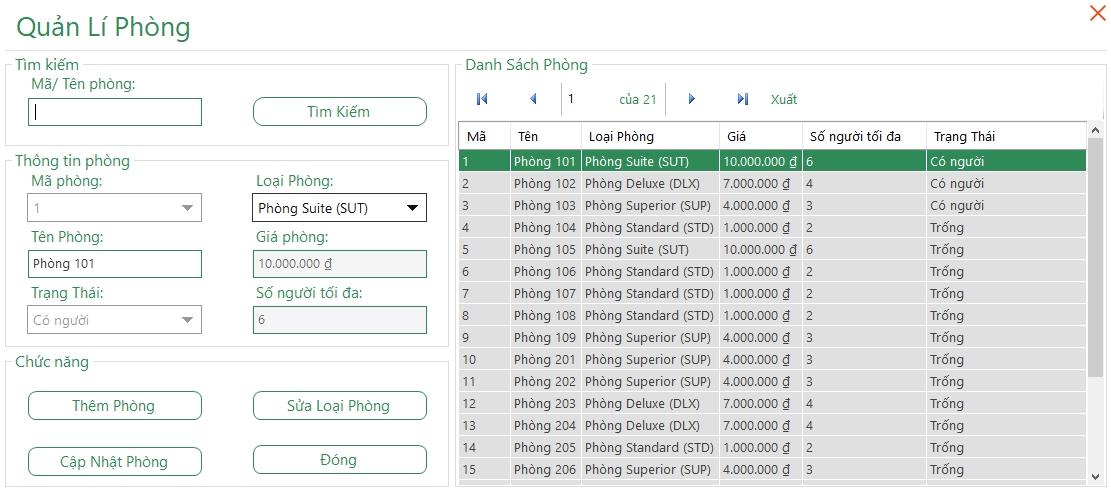 Quản Lí Phòng
Tìm kiếm
Mã/ Tên phòng:
Tìm Kiếm
Thông tin phòng
Mã phòng:
Loại Phòng:
1
Phòng Suite (SUT)
Tên Phòng:
Giá phòng:
Phòng 101
10.000.000 ₫
Trạng Thái:
Số người tối đa:
Có người
6
Chức năng
Thêm Phòng
Sửa Loại Phòng
Cập Nhật Phòng
Đóng
Danh Sách Phòng
1 của 21 Xuất
Mã Tên Loại Phòng Giá Số người tối đa Trạng Thái
1 Phòng 101 Phòng Suite (SUT) 10.000.000 ₫ 6 Có người
2 Phòng 102 Phòng Deluxe (DLX) 7.000.000 ₫ 4 Có người
3 Phòng 103 Phòng Superior (SUP) 4.000.000 ₫ 3 Có người
4 Phòng 104 Phòng Standard (STD) 1.000.000 ₫ 2 Trống
5 Phòng 105 Phòng Suite (SUT) 10.000.000 ₫ 6 Trống
6 Phòng 106 Phòng Standard (STD) 1.000.000 ₫ 2 Trống
7 Phòng 107 Phòng Standard (STD) 1.000.000 ₫ 2 Trống
8 Phòng 108 Phòng Standard (STD) 1.000.000 ₫ 2 Trống
9 Phòng 109 Phòng Superior (SUP) 4.000.000 ₫ 3 Trống
10 Phòng 201 Phòng Superior (SUP) 4.000.000 ₫ 3 Trống
11 Phòng 202 Phòng Superior (SUP) 4.000.000 ₫ 3 Trống
12 Phòng 203 Phòng Deluxe (DLX) 7.000.000 ₫ 4 Trống
13 Phòng 204 Phòng Deluxe (DLX) 7.000.000 ₫ 4 Trống
14 Phòng 205 Phòng Standard (STD) 1.000.000 ₫ 2 Trống
15 Phòng 206 Phòng Superior (SUP) 4.000.000 ₫ 3 Trống